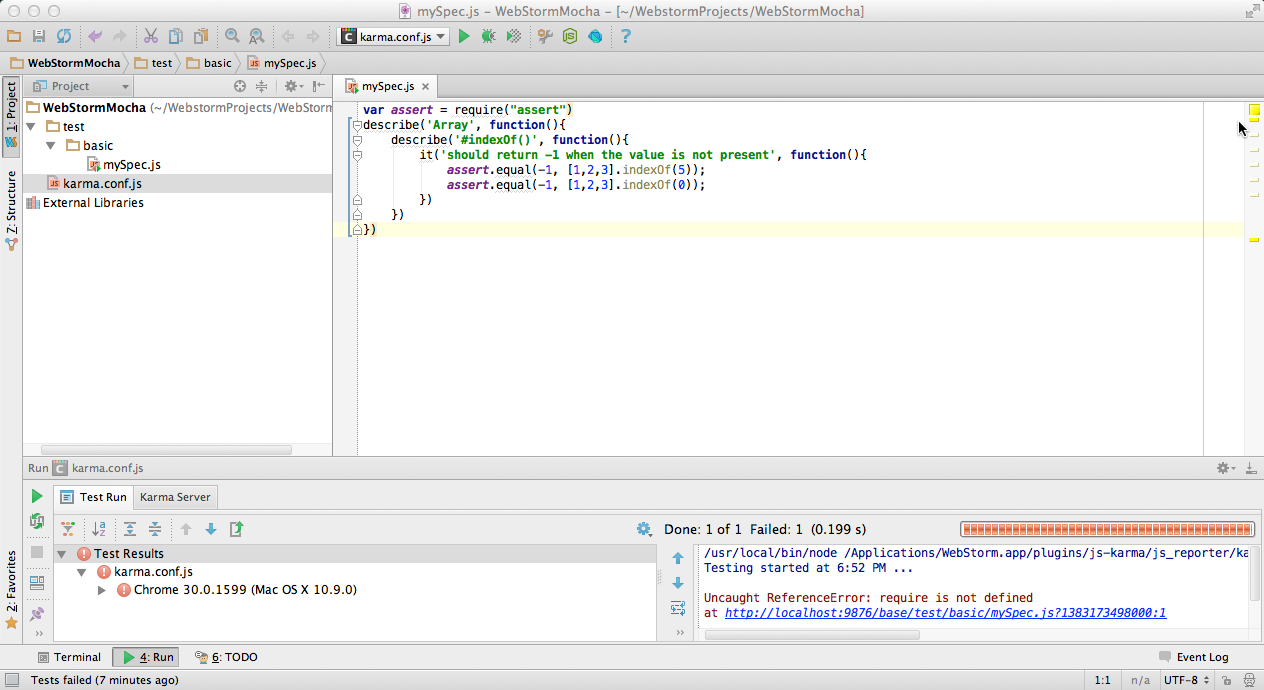 mySpec.js – WebStormMocha – [~/WebstormProjects/WebStormMocha]
karma.conf.js
WebStormMocha test basic mySpec.js
1: Project
Z: Structure
2: Favorites
Project
WebStormMocha (~/WebstormProjects/WebStorm
test
basic
mySpec.js
karma.conf.js
External Libraries
mySpec.js
var assert = require("assert")
describe('Array', function(){
describe('#indexOf()', function(){
it('should return -1 when the value is not present', function(){
assert.equal(-1, [1,2,3].indexOf(5));
assert.equal(-1, [1,2,3].indexOf(0));
})
})
})
Run karma.conf.js
Test Run Karma Server
Done: 1 of 1 Failed: 1 (0.199 s)
Test Results
karma.conf.js
Chrome 30.0.1599 (Mac OS X 10.9.0)
/usr/local/bin/node /Applications/WebStorm.app/plugins/js-karma/js_reporter/ka
Testing started at 6:52 PM ...
Uncaught ReferenceError: require is not defined
at http://localhost:9876/base/test/basic/mySpec.js?1383173498000:1
Terminal 4: Run 6: TODO Event Log
Tests failed (7 minutes ago) 1:1 n/a UTF-8